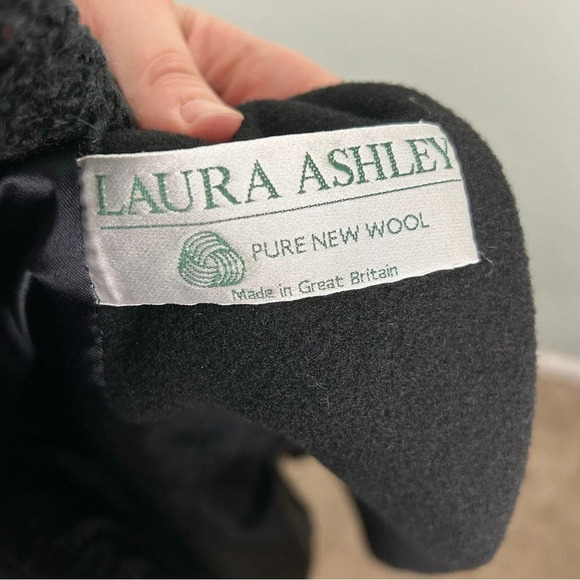 LAURA ASHLEY
PURE NEW WOOL
Made in Great Britain